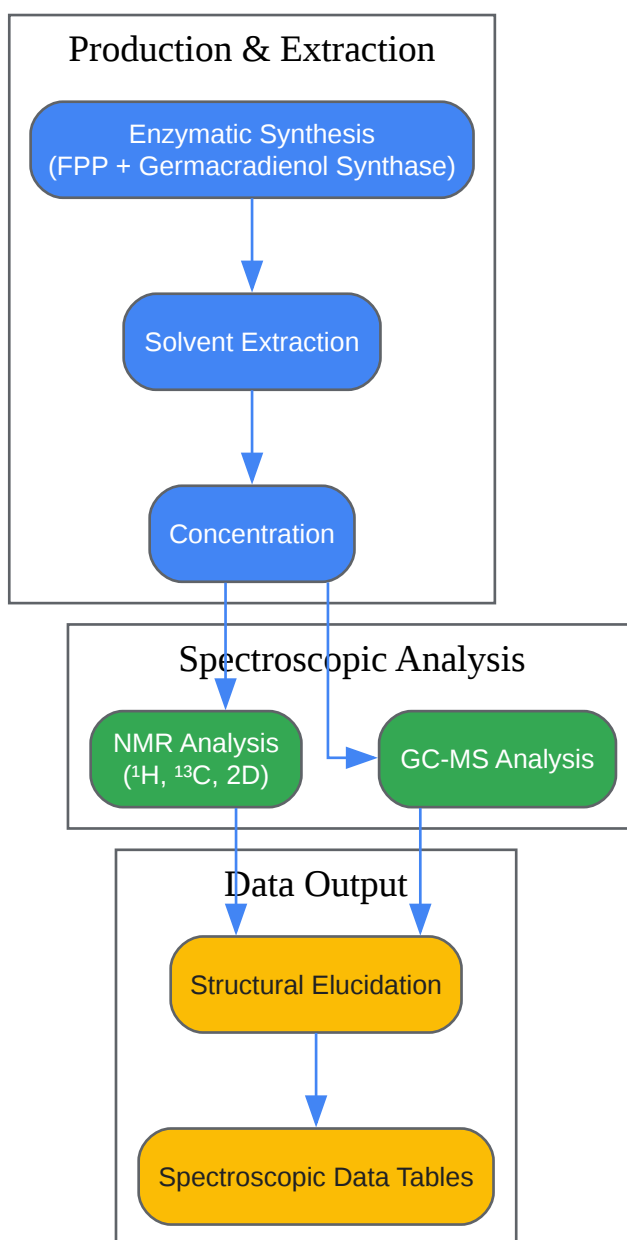 Production & Extraction
Enzymatic Synthesis
(FPP + Germacradienol Synthase)
Solvent Extraction
Concentration
Spectroscopic Analysis
NMR Analysis
(¹H, ¹³C, 2D)
GC-MS Analysis
Data Output
Structural Elucidation
Spectroscopic Data Tables